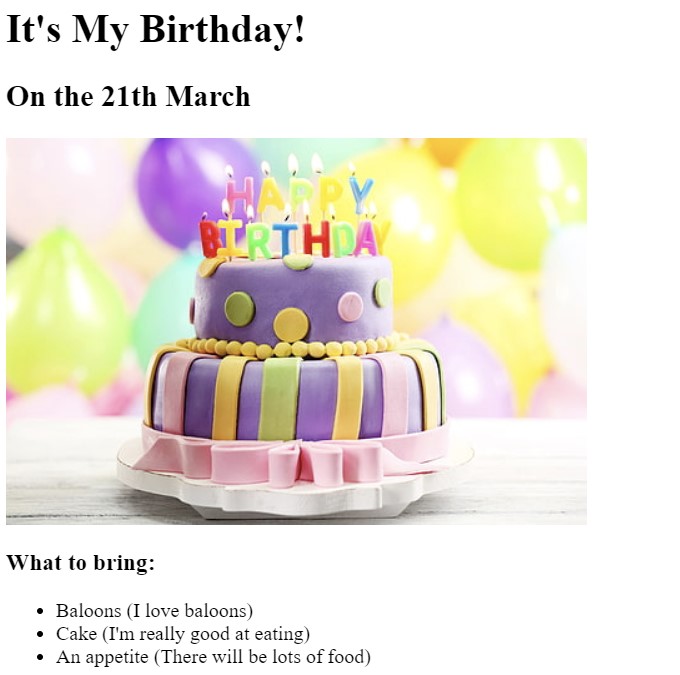 It's My Birthday!
On the 21th March
HAPPY
BIRTHDAY
What to bring:
Baloons (I love baloons)
Cake (I'm really good at eating)
An appetite (There will be lots of food)